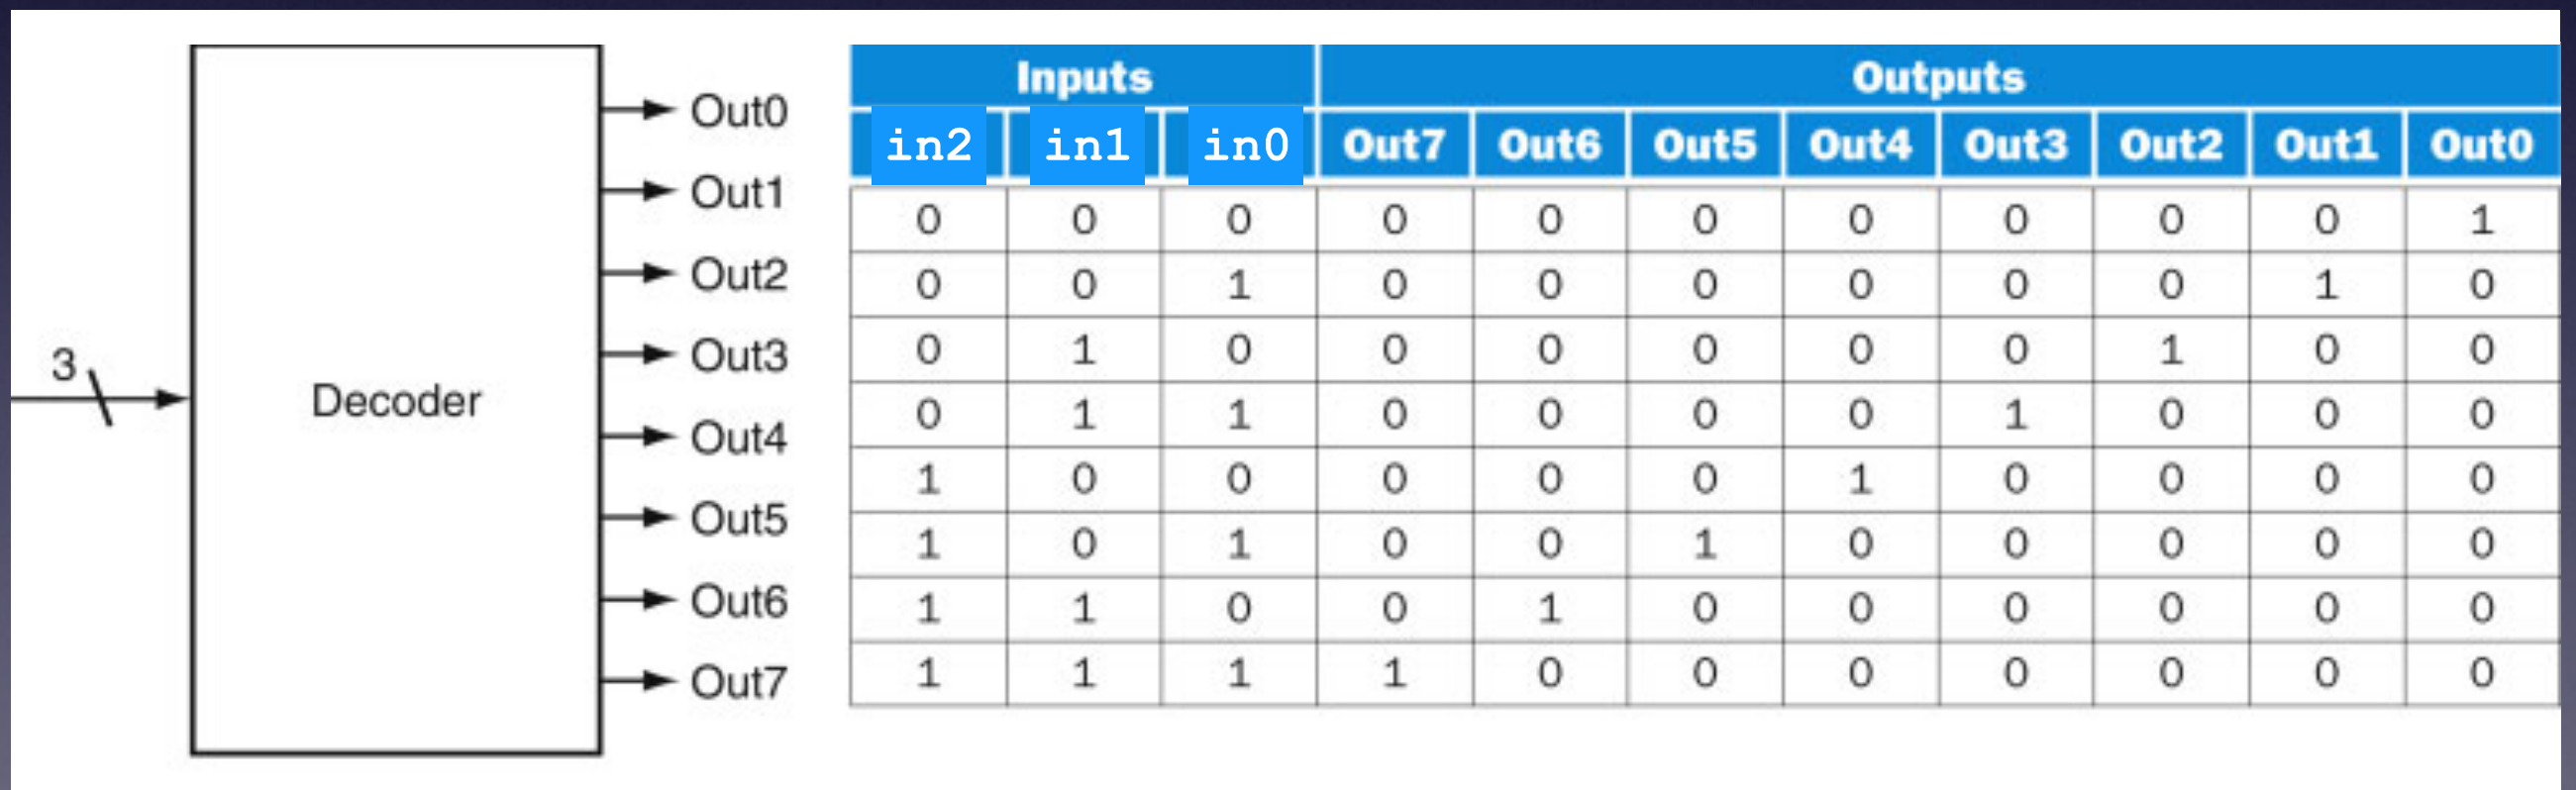 3
Decoder
Out0
Out1
Out2
Out3
Out4
Out5
Out6
Out7
Inputs Outputs
in2 in1 in0 Out7 Out6 Out5 Out4 Out3 Out2 Out1 Out0
0 0 0 0 0 0 0 0 0 0 1
0 0 1 0 0 0 0 0 0 1 0
0 1 0 0 0 0 0 0 1 0 0
0 1 1 0 0 0 0 1 0 0 0
1 0 0 0 0 0 1 0 0 0 0
1 0 1 0 0 1 0 0 0 0 0
1 1 0 0 1 0 0 0 0 0 0
1 1 1 1 0 0 0 0 0 0 0